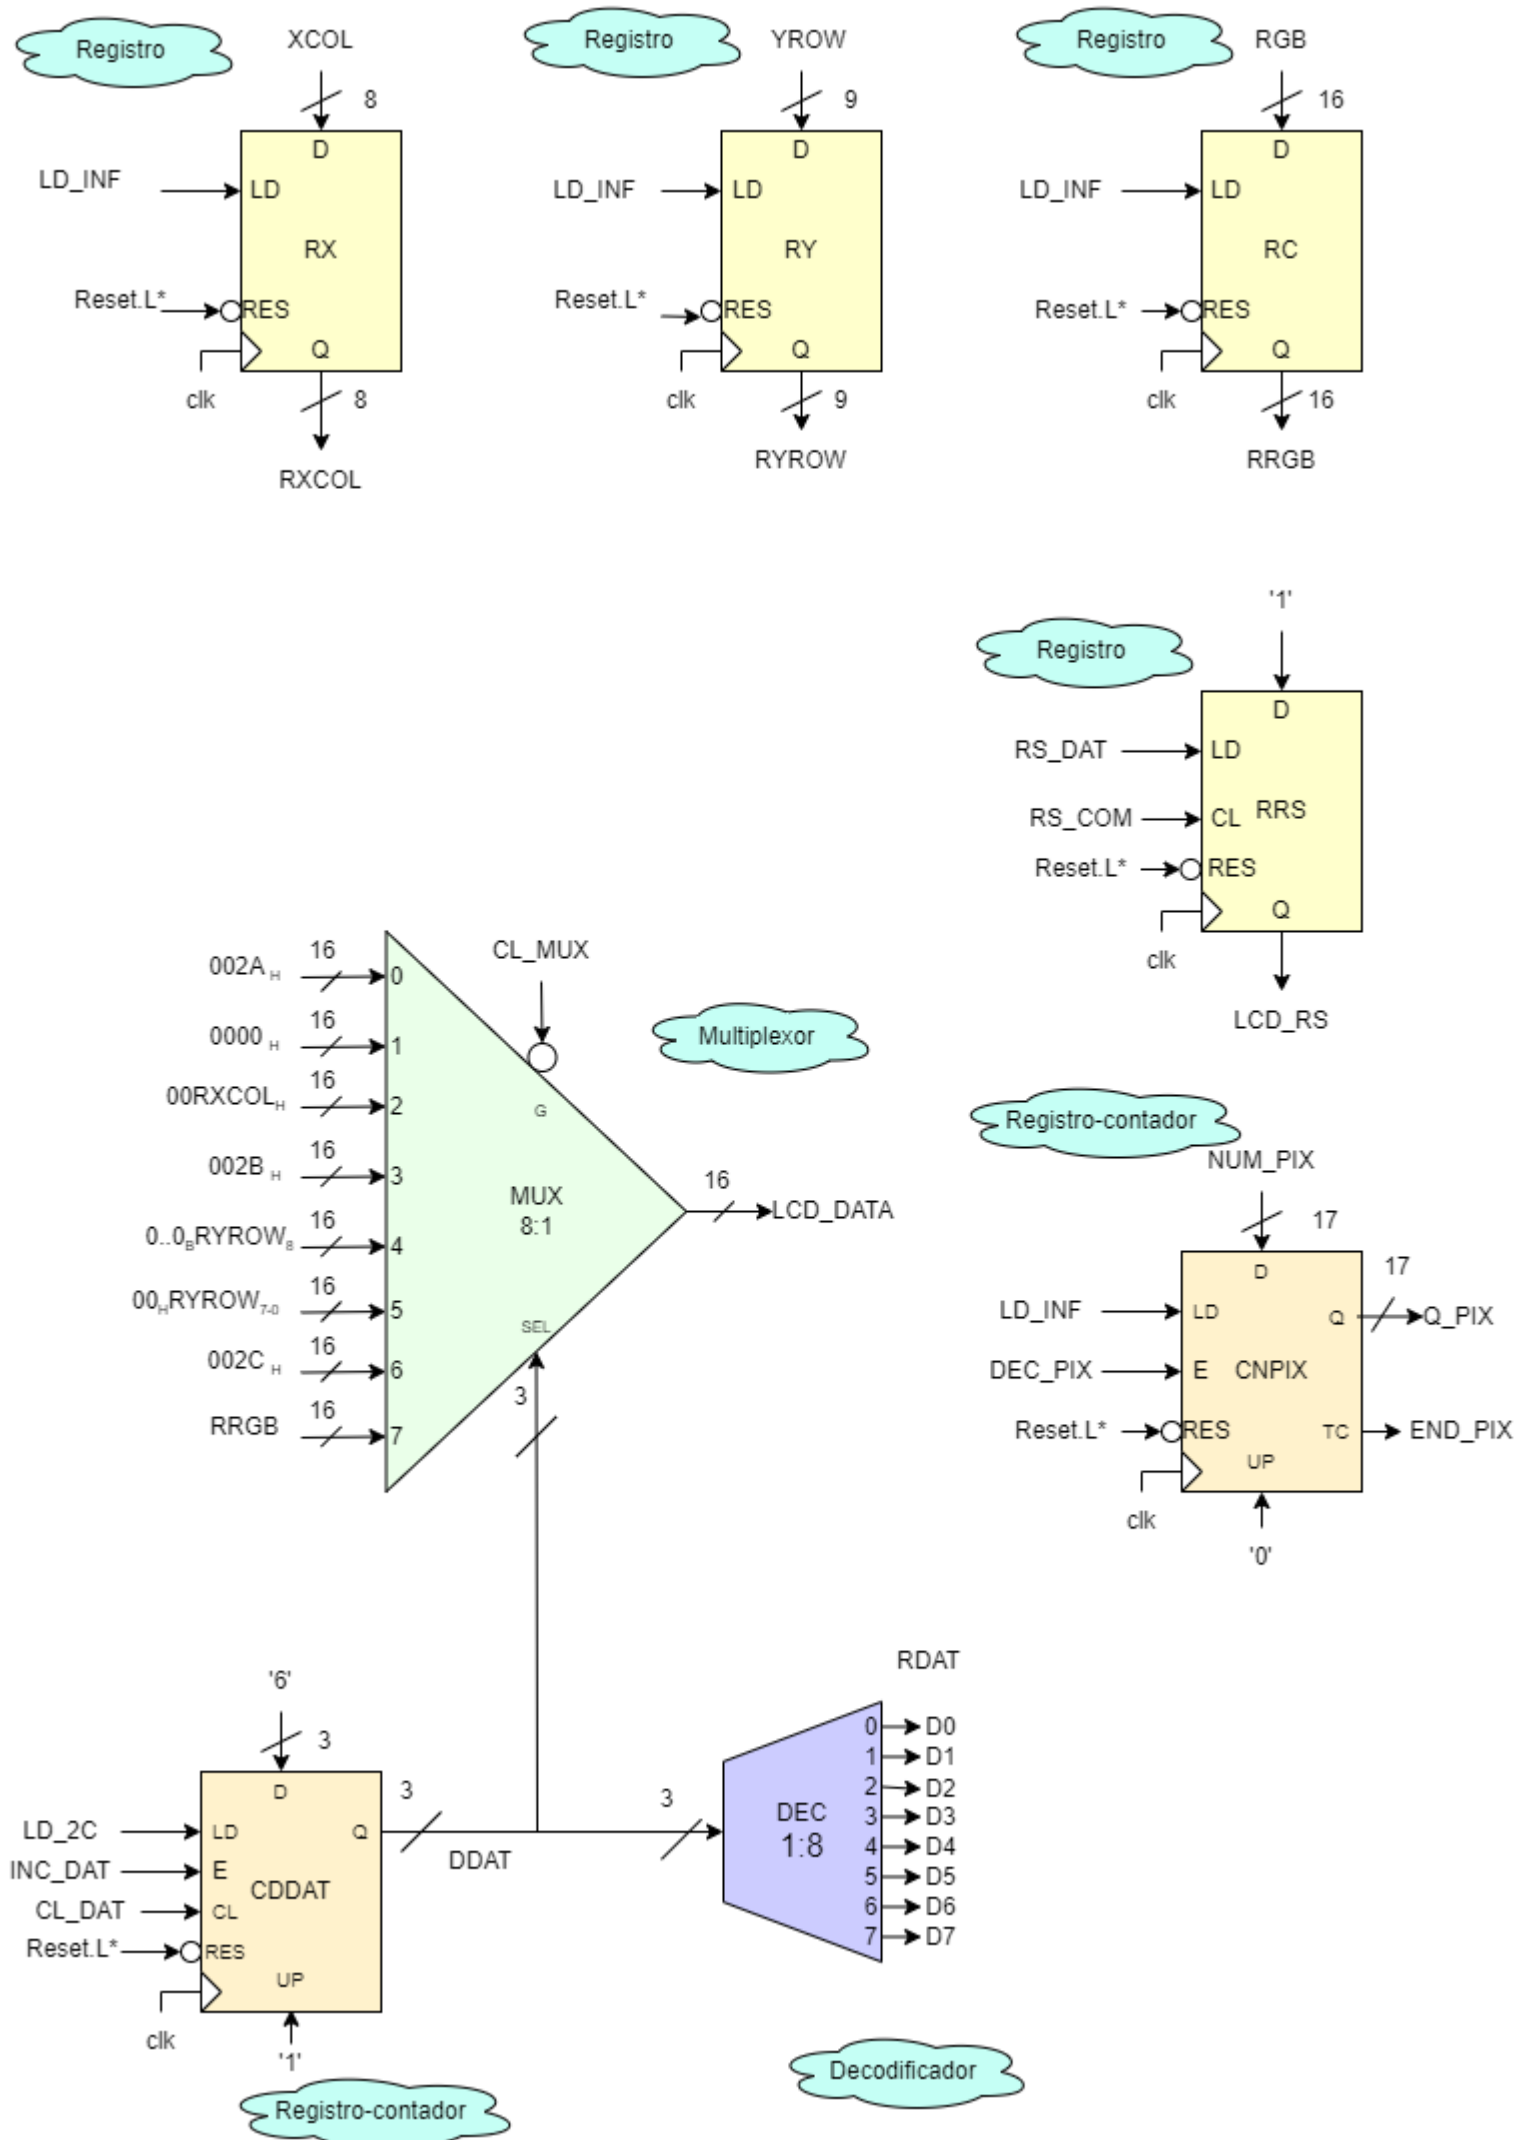 Registro
XCOL
8
D
LD_INF
LD
RX
Reset.L*
RES
Q
clk
8
RXCOL
Registro
YROW
9
D
LD_INF
LD
RY
Reset.L*
RES
Q
clk
9
RYROW
Registro
RGB
16
D
LD_INF
LD
RC
Reset.L*
RES
Q
clk
16
RRGB
'1'
Registro
D
RS_DAT
LD
RS_COM
CL
RRS
Reset.L*
RES
Q
clk
LCD_RS
CL_MUX
Multiplexor
002A H
16
0
0000 H
16
1
00RXCOLH
16
2
G
002B H
16
3
MUX
8:1
16
LCD_DATA
0..0BRYROW8
16
4
00HRYROW7-0
16
5
SEL
002C H
16
6
3
RRGB
16
7
Registro-contador
NUM_PIX
17
D
17
LD_INF
LD
Q
Q_PIX
DEC_PIX
E
CNPIX
Reset.L*
RES
TC
END_PIX
UP
clk
'0'
'6'
3
D
LD_2C
LD
Q
3
DDAT
INC_DAT
E
CDDAT
CL_DAT
CL
Reset.L*
RES
UP
clk
'1'
Registro-contador
RDAT
3
DEC
1:8
0 D0
1 D1
2 D2
3 D3
4 D4
5 D5
6 D6
7 D7
Decodificador